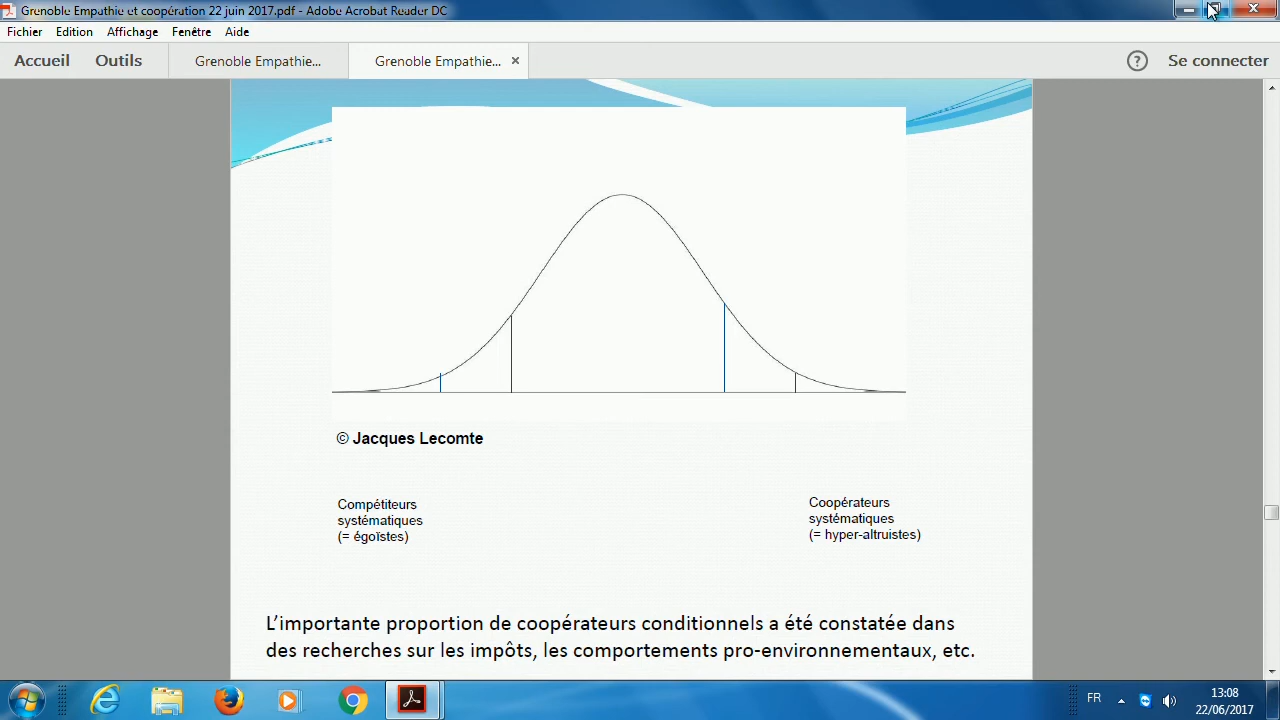 Grenoble Empathie et coopération 22 juin 2017.pdf - Adobe Acrobat Reader DC
Fichier Edition Affichage Fenêtre Aide
Accueil Outils Grenoble Empathie... Grenoble Empathie... × ? Se connecter
© Jacques Lecomte
Compétiteurs
systématiques
(= égoïstes)
Coopérateurs
systématiques
(= hyper-altruistes)
L’importante proportion de coopérateurs conditionnels a été constatée dans
des recherches sur les impôts, les comportements pro-environnementaux, etc.
FR
13:08
22/06/2017